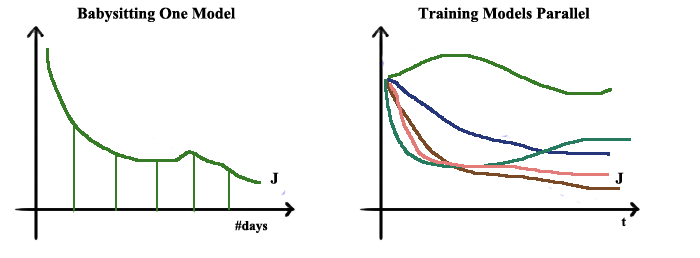 Babysitting One Model
J
#days
Training Models Parallel
J
t